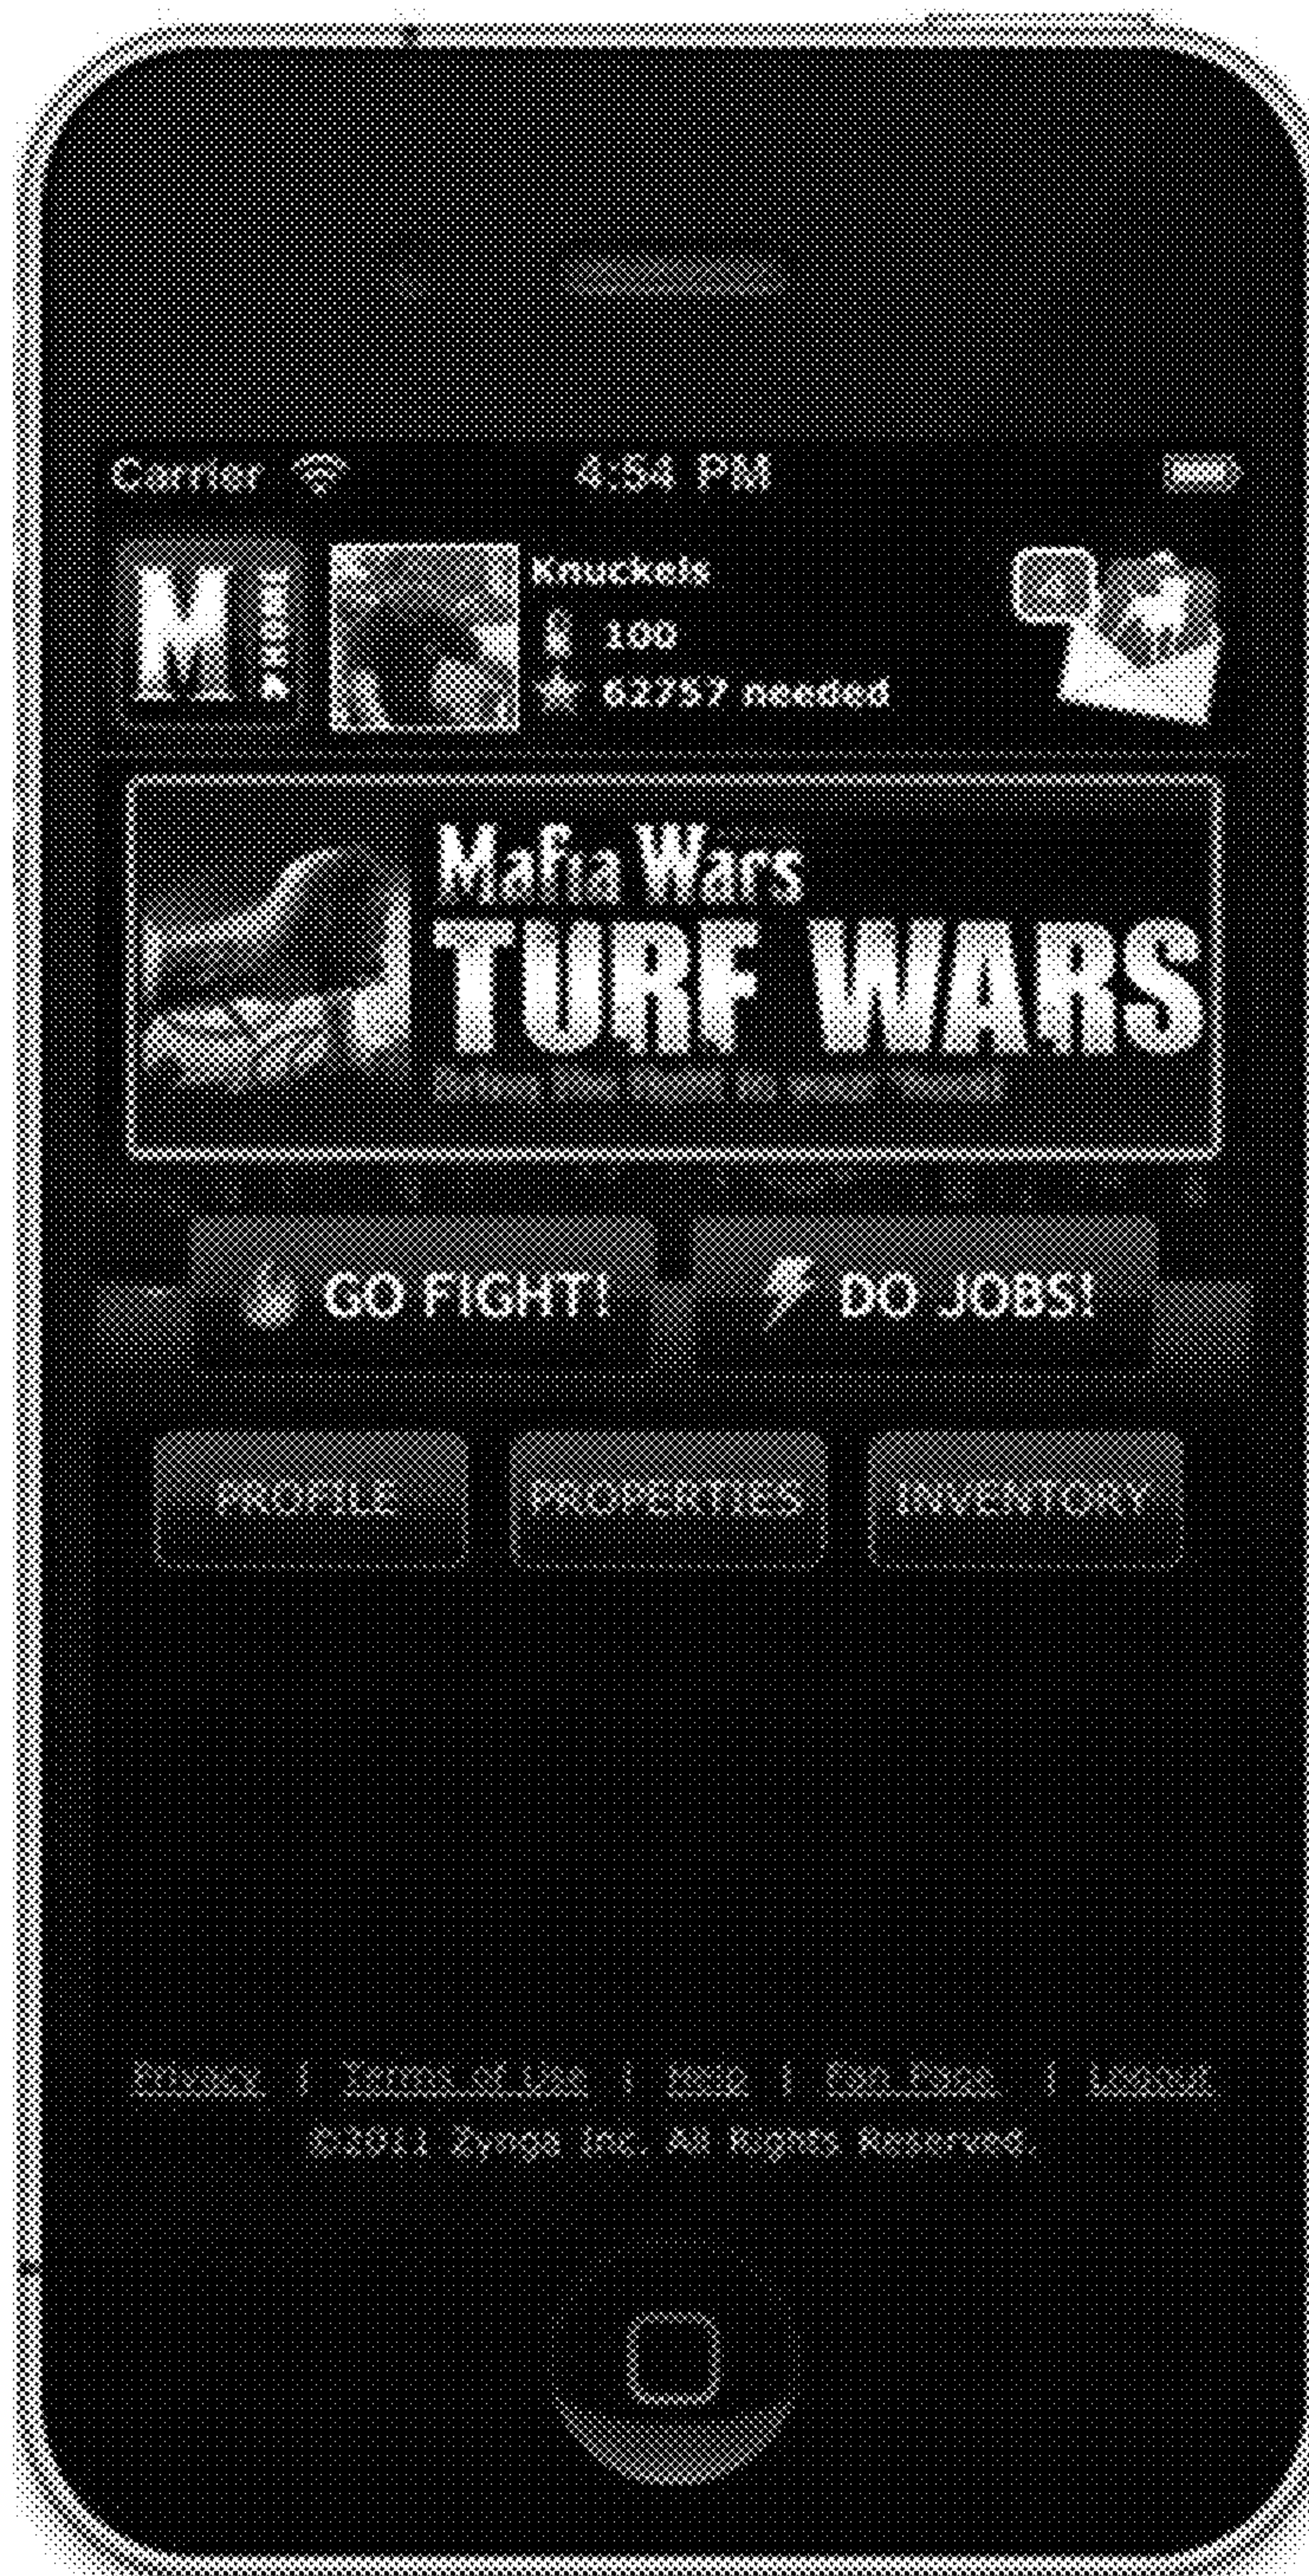 Carrier 4:54 PM
M!
Knuckels
100
62757 needed
Mafia Wars
TURF WARS
GO FIGHT! DO JOBS!
PROFILE PROPERTIES INVENTORY
Privacy | Terms of Use | Help | Fan Page | Logout
©2011 Zynga Inc. All Rights Reserved.